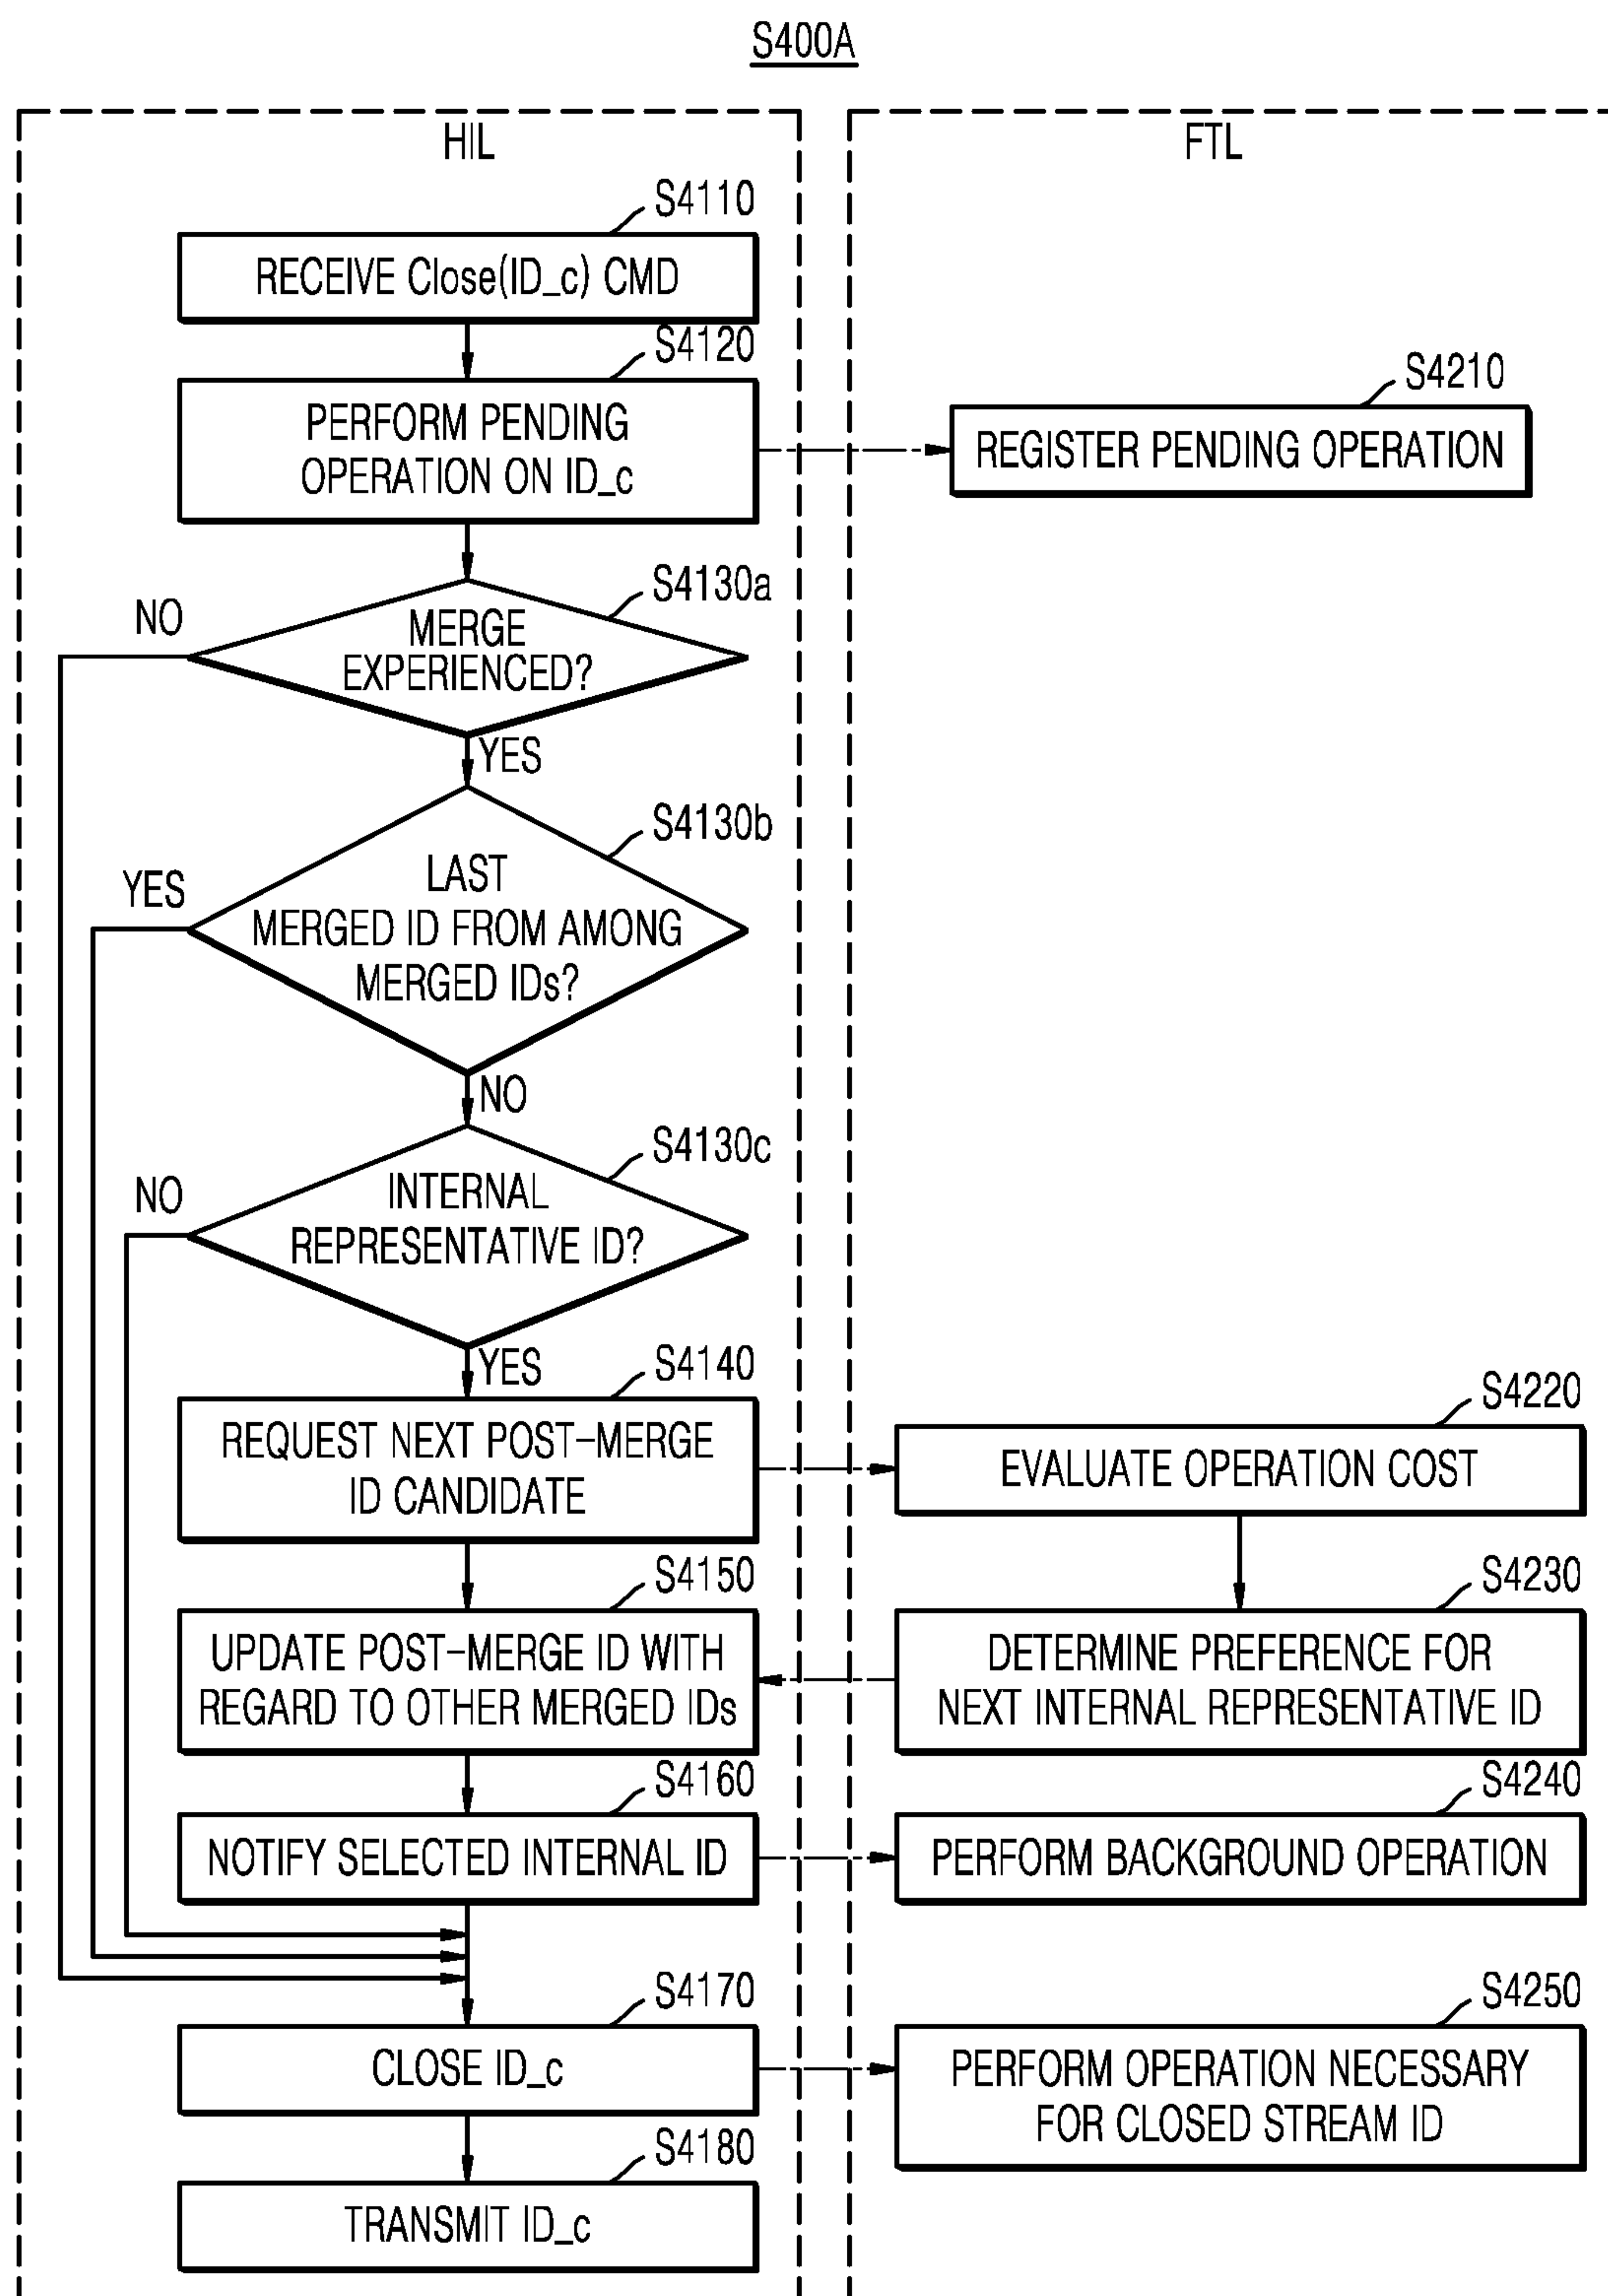 S400A
HIL
FTL
S4110
RECEIVE Close(ID_c) CMD
S4120
PERFORM PENDING
OPERATION ON ID_c
S4210
REGISTER PENDING OPERATION
S4130a
NO
MERGE
EXPERIENCED?
YES
S4130b
YES
LAST
MERGED ID FROM AMONG
MERGED IDs?
NO
S4130c
NO
INTERNAL
REPRESENTATIVE ID?
YES
S4140
REQUEST NEXT POST-MERGE
ID CANDIDATE
S4220
EVALUATE OPERATION COST
S4150
UPDATE POST-MERGE ID WITH
REGARD TO OTHER MERGED IDs
S4230
DETERMINE PREFERENCE FOR
NEXT INTERNAL REPRESENTATIVE ID
S4160
NOTIFY SELECTED INTERNAL ID
S4240
PERFORM BACKGROUND OPERATION
S4170
CLOSE ID_c
S4250
PERFORM OPERATION NECESSARY
FOR CLOSED STREAM ID
S4180
TRANSMIT ID_c